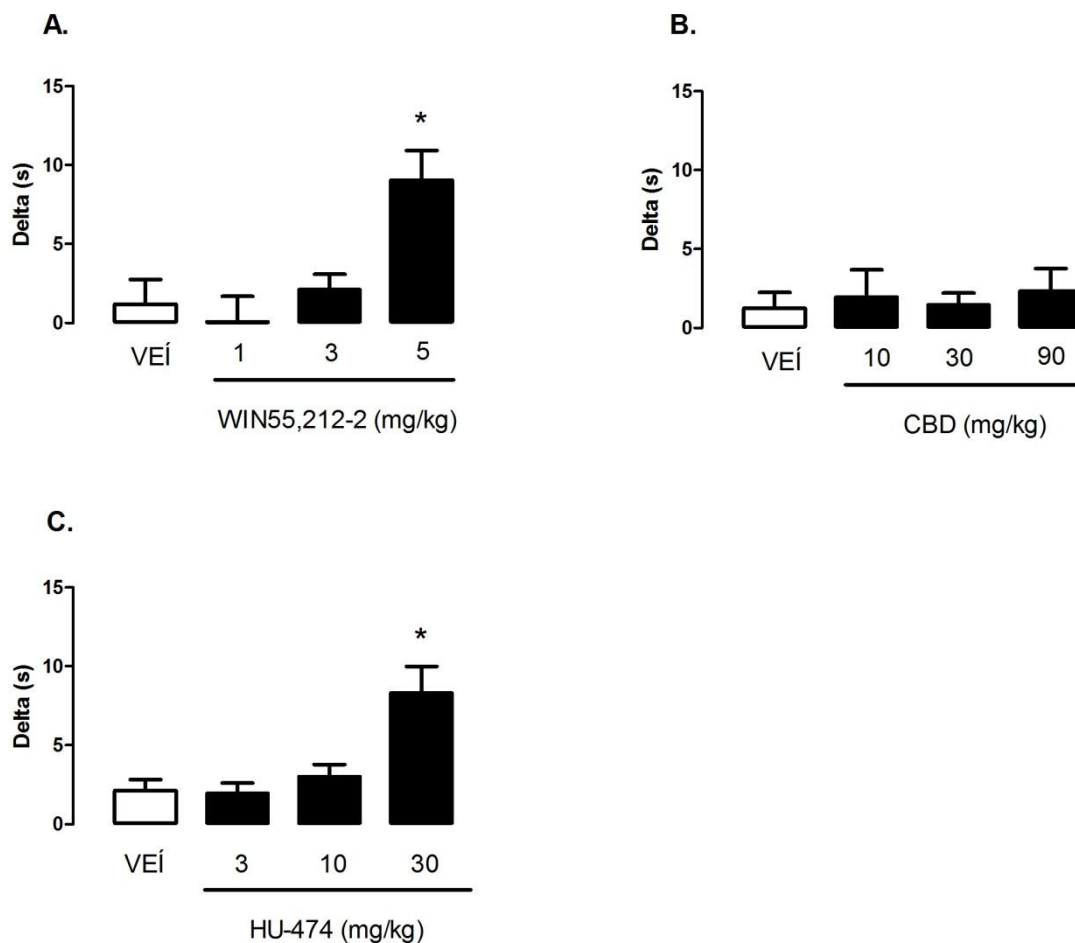 A.
Delta (s)
15
10
5
0
*
VEÍ 1 3 5
WIN55,212-2 (mg/kg)
B.
Delta (s)
15
10
5
0
VEÍ 10 30 90
CBD (mg/kg)
C.
Delta (s)
15
10
5
0
*
VEÍ 3 10 30
HU-474 (mg/kg)